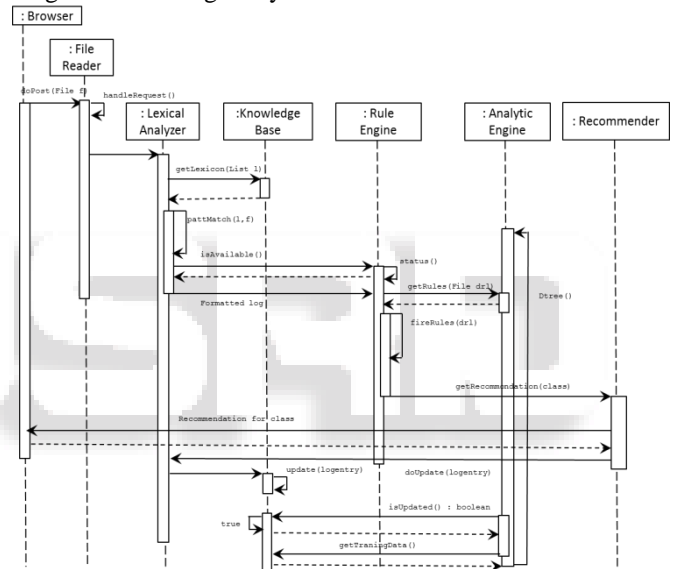 : Browser
: File
Reader
doPost(File f)
handleRequest()
: Lexical
Analyzer
:Knowledge
Base
: Rule
Engine
: Analytic
Engine
: Recommender
getLexicon(List l)
pattMatch(l,f)
isAvailable()
status()
getRules(File drl)
Dtree()
Formatted log
fireRules(drl)
getRecommondation(class)
Recommendation for class
update(logentry)
doUpdate(logentry)
isUpdated() : boolean
true
getTraningData()